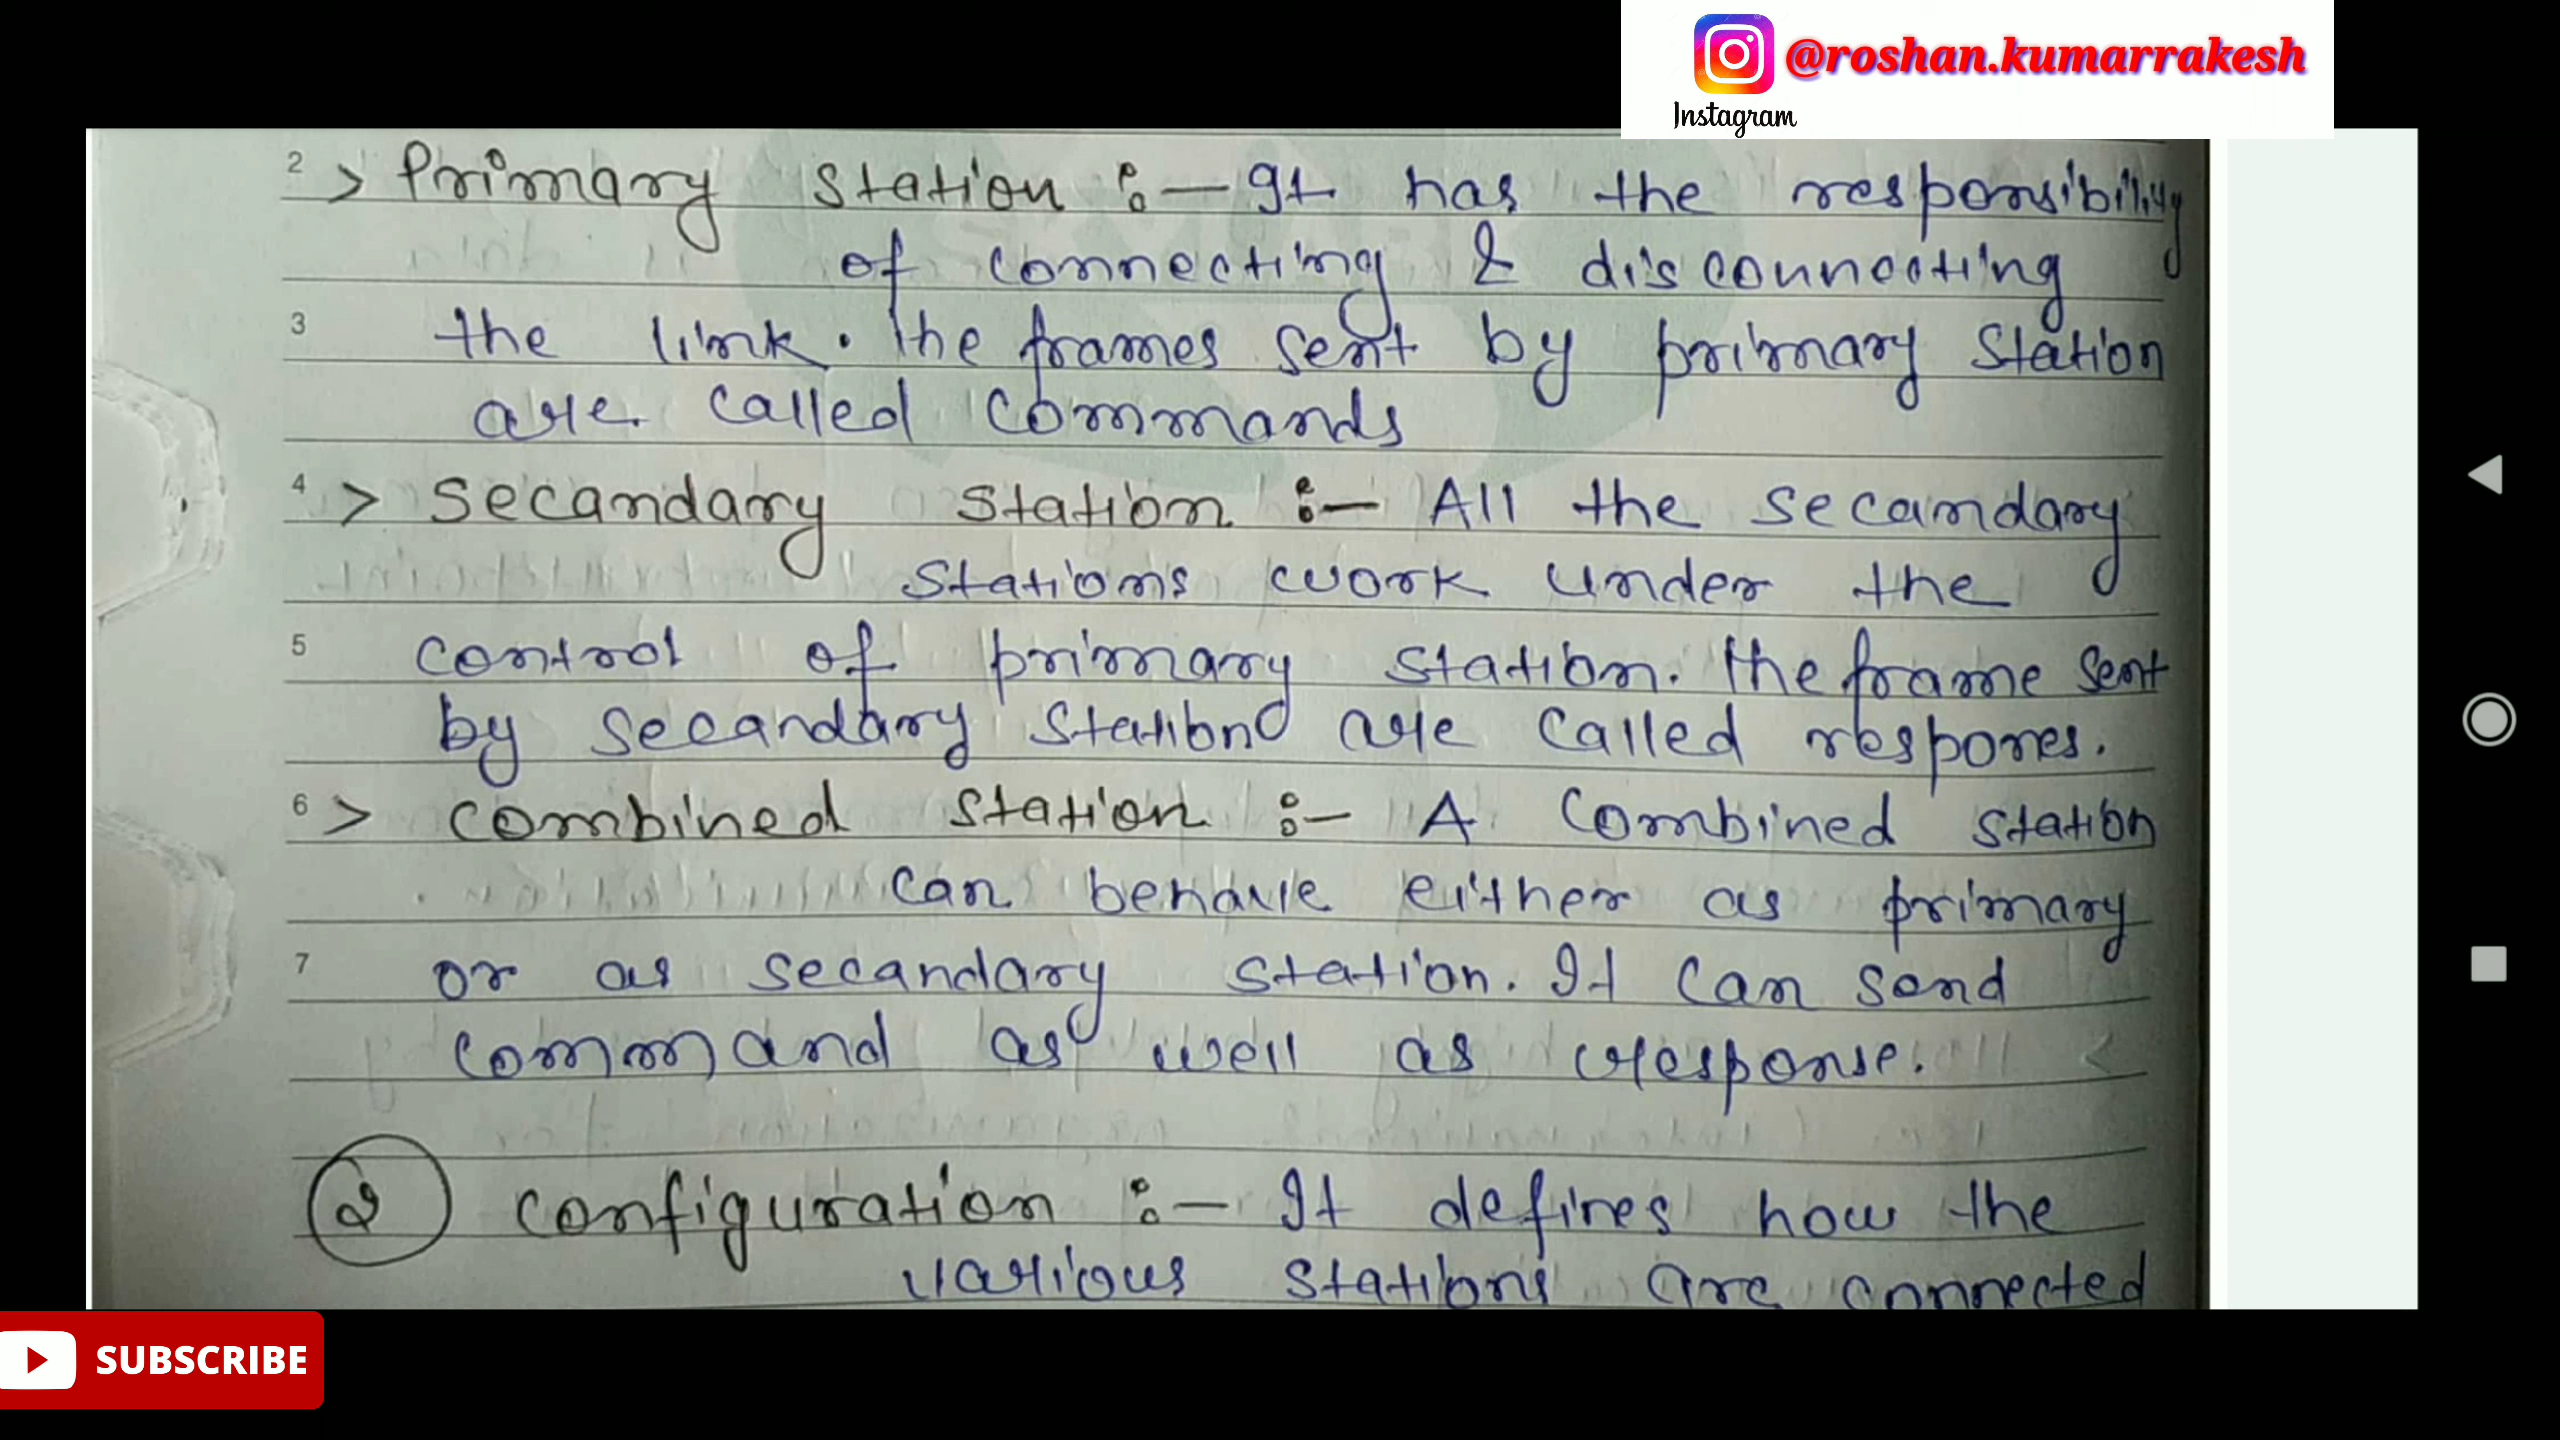 @roshan.kumarrakesh
Instagram
2 > Primary Station :- It has the responsibility
of connecting & disconnecting
3 the link. The frames sent by primary Station
are called Commands
4 > Secandary Station :- All the secandary
Stations work under the
5 control of primary station. The frame sent
by secandary Station are called respones.
6 > Combined Station :- A Combined station
can behave either as primary
7 or as secandary station. It can send
command as well as response.
2 Configuration :- It defines how the
various stations are connected
SUBSCRIBE